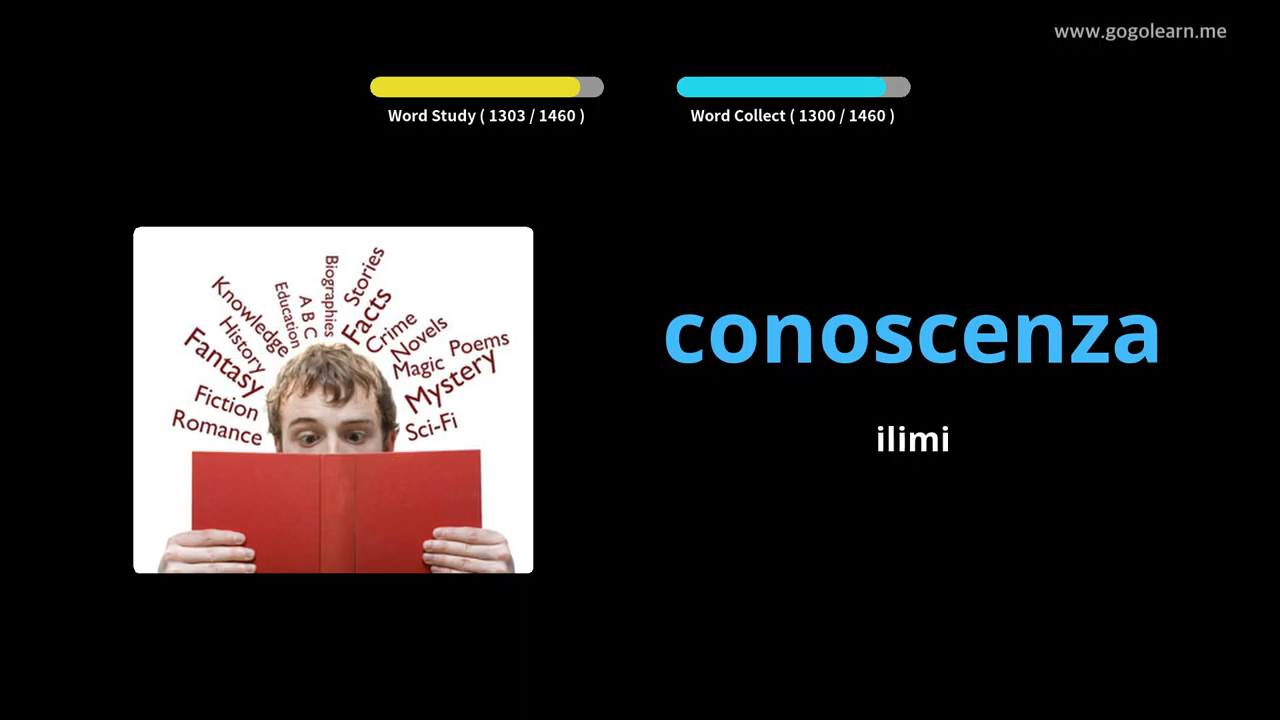 www.gogolearn.me
Word Study ( 1303 / 1460 )
Word Collect ( 1300 / 1460 )
Knowledge
Education
A B C
Biographies
Stories
Facts
Crime
Novels
Poems
History
Fantasy
Magic
Mystery
Fiction
Romance
Sci-Fi
conoscenza
ilimi